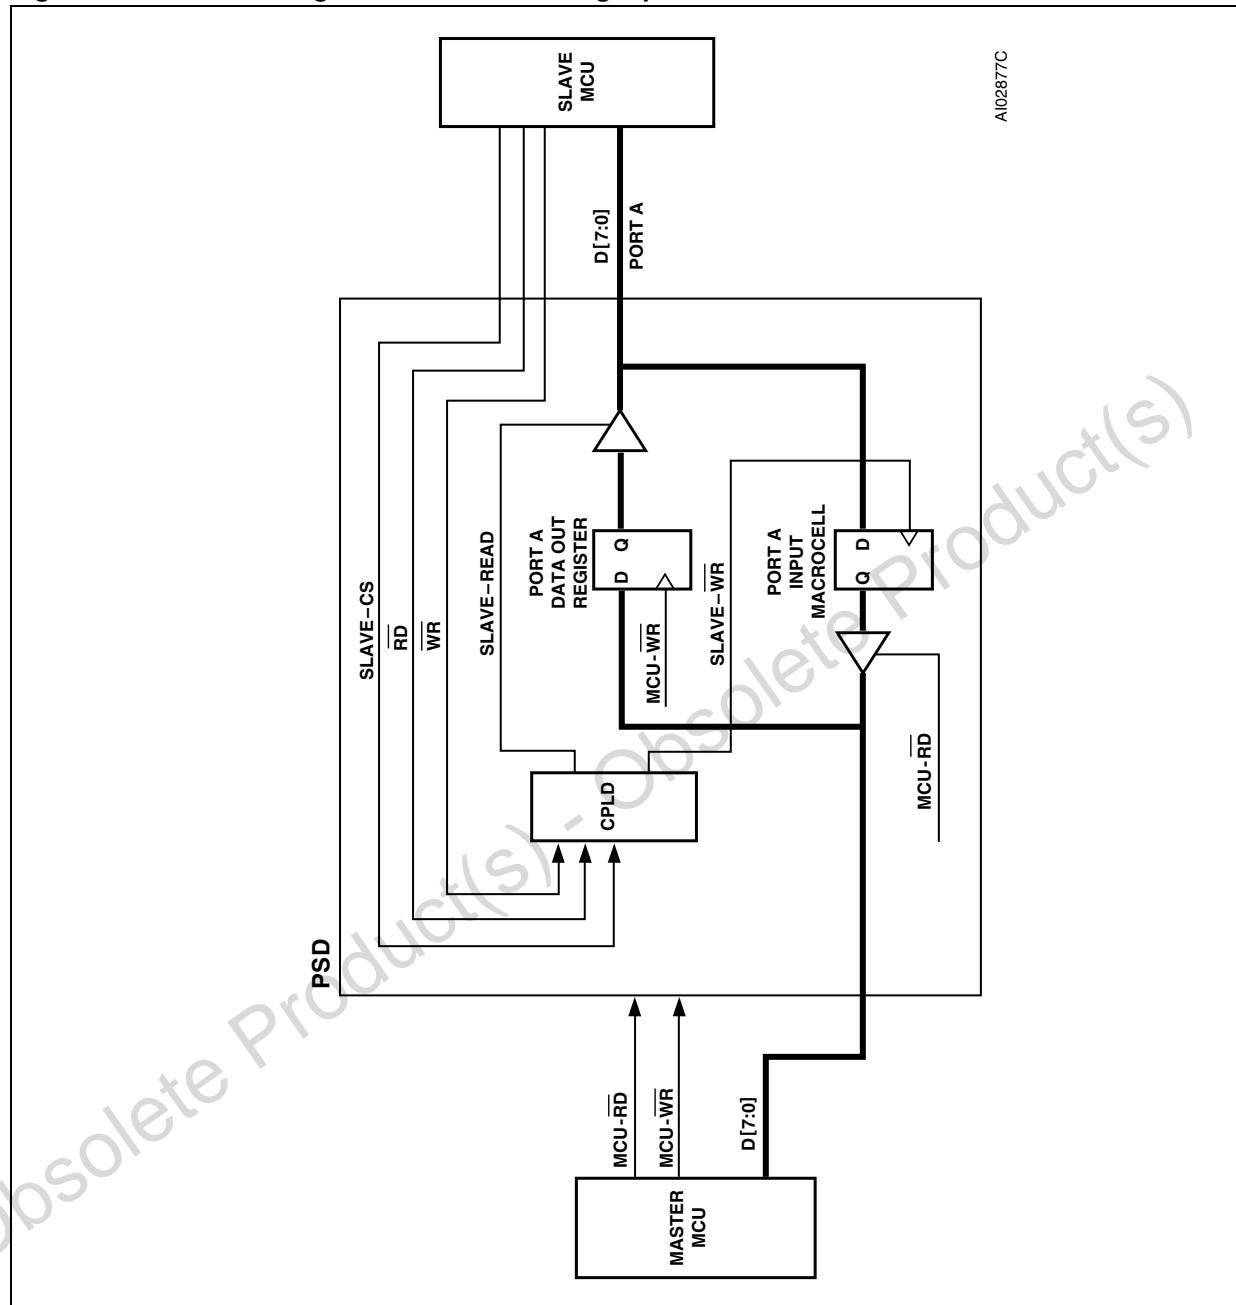 SLAVE
MCU
AI02877C
D[7:0]
PORT A
SLAVE–CS
RD
WR
SLAVE–READ
PORT A
DATA OUT
REGISTER
D Q
MCU-WR
SLAVE–WR
PORT A
INPUT
MACROCELL
Q D
MCU-RD
CPLD
PSD
MCU-RD
MCU-WR
D[7:0]
MASTER
MCU
Obsolete Product(s) - Obsolete Product(s)